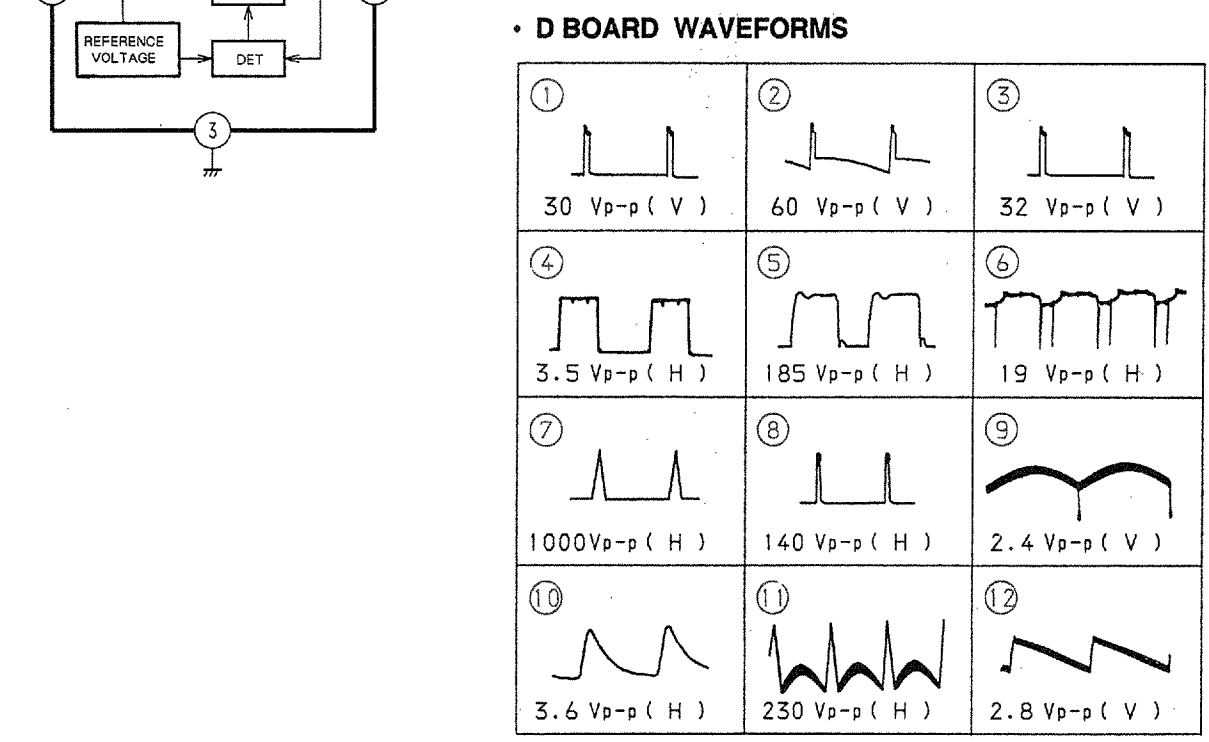 REFERENCE
VOLTAGE
DET
3
• D BOARD WAVEFORMS
1
30 Vp-p ( V )
2
60 Vp-p ( V )
3
32 Vp-p ( V )
4
3.5 Vp-p ( H )
5
185 Vp-p ( H )
6
19 Vp-p ( H )
7
1000Vp-p ( H )
8
140 Vp-p ( H )
9
2.4 Vp-p ( V )
10
3.6 Vp-p ( H )
11
230 Vp-p ( H )
12
2.8 Vp-p ( V )